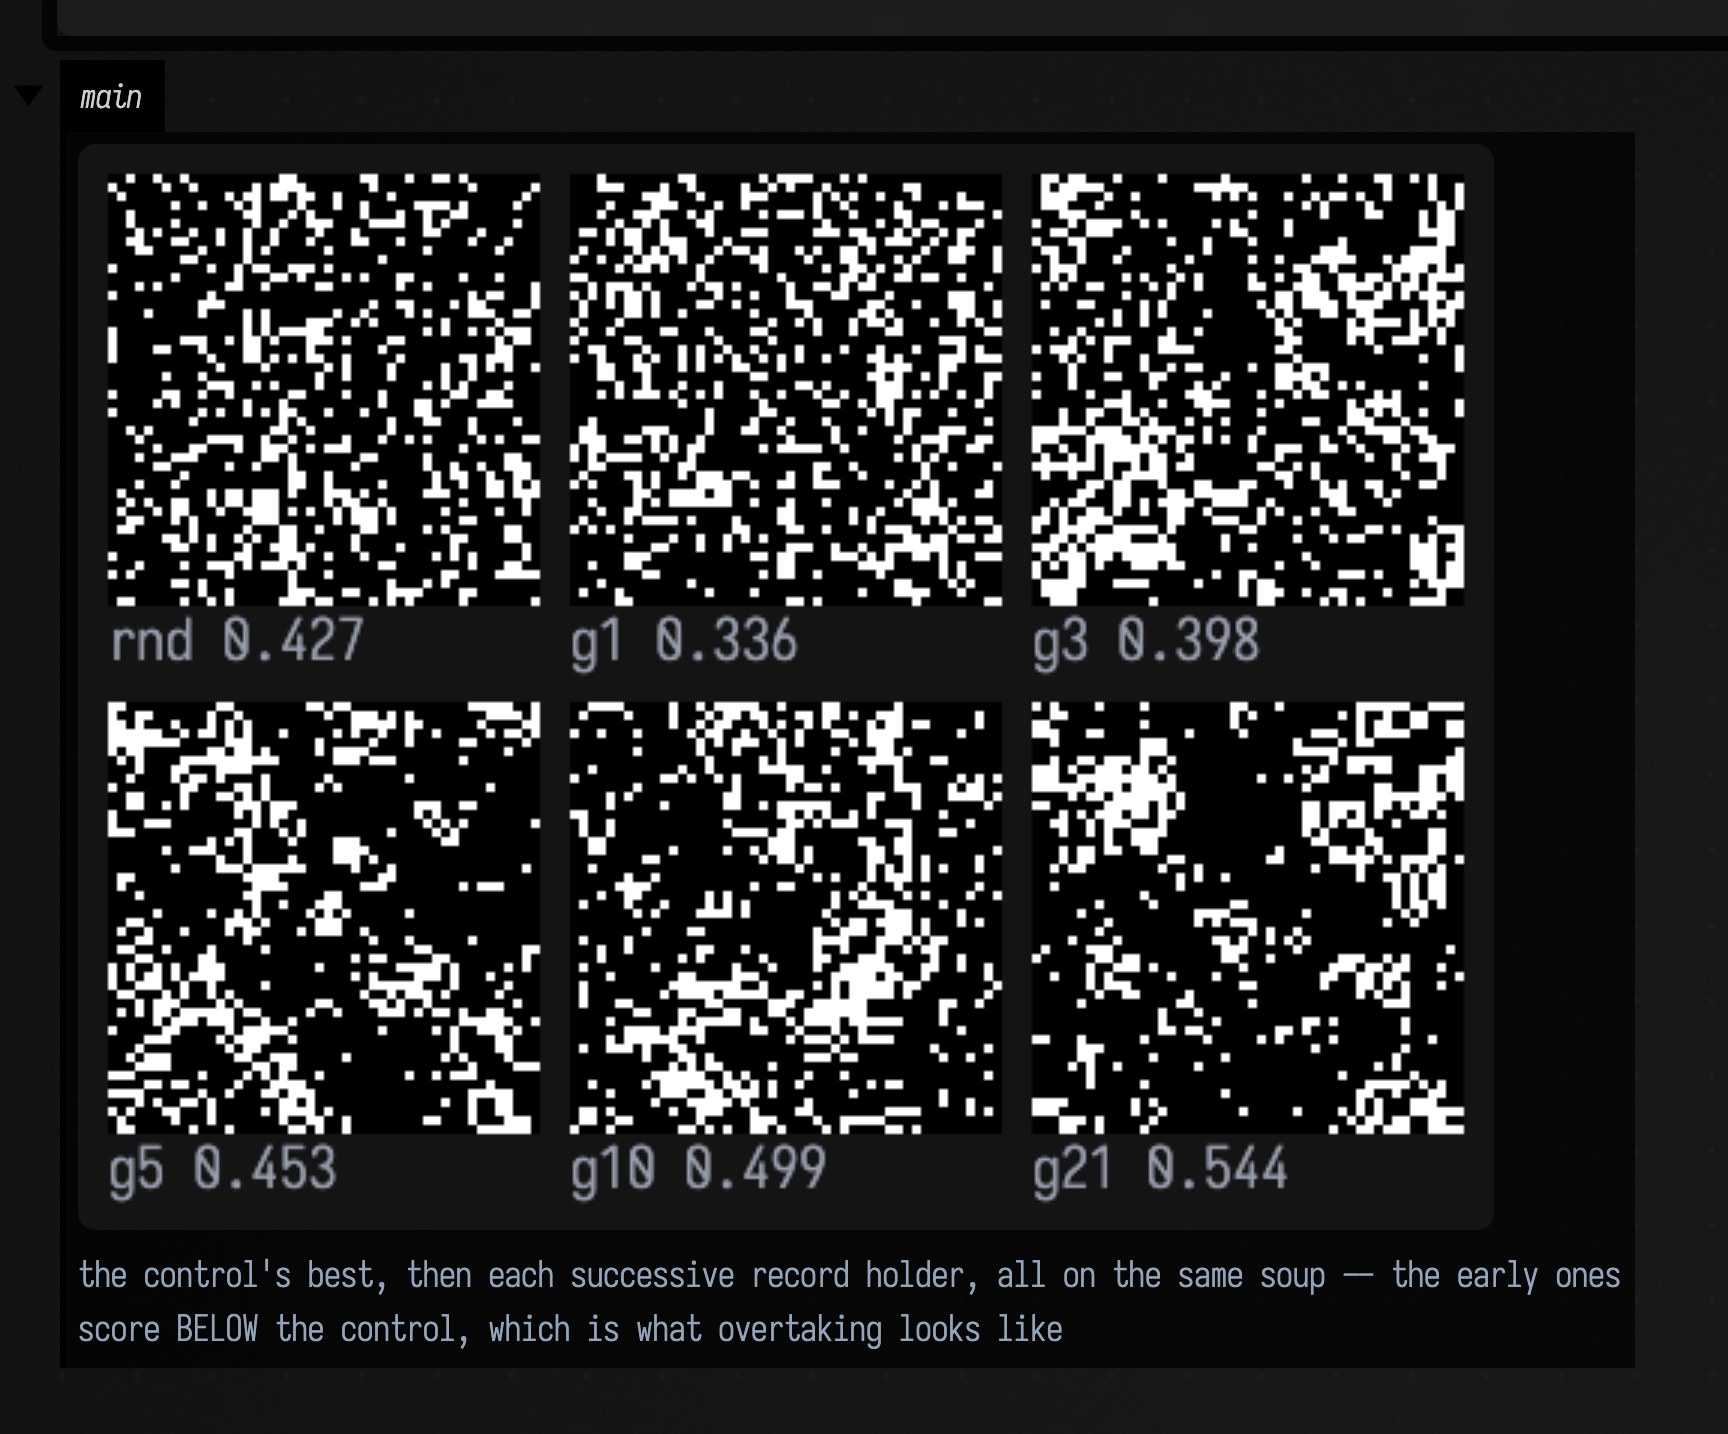 main
rnd 0.427
g1 0.336
g3 0.398
g5 0.453
g10 0.499
g21 0.544
the control's best, then each successive record holder, all on the same soup — the early ones
score BELOW the control, which is what overtaking looks like